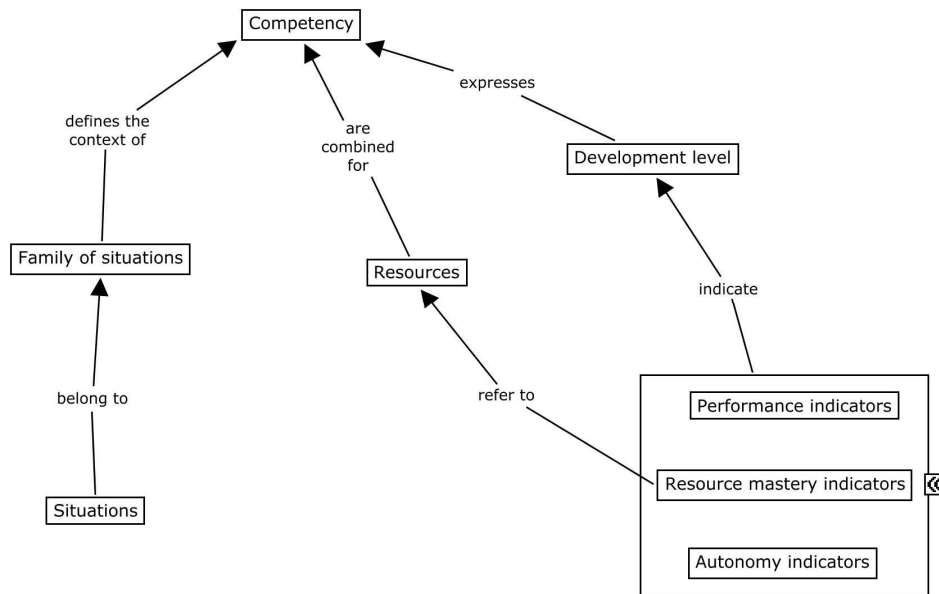 Competency
expresses
defines the
context of
are
combined
for
Development level
Family of situations
Resources
indicate
belong to
refer to
Performance indicators
Resource mastery indicators
Situations
Autonomy indicators